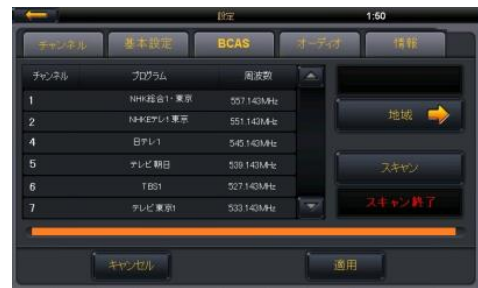 設定 1:50
チャンネル 基本設定 BCAS オーディオ 情報
チャンネル プログラム 周波数
1 NHK総合1・東京 557.143MHz
2 NHKEテレ1東京 551.143MHz
4 日テレ1 545.143MHz
5 テレビ朝日 539.143MHz
6 TBS1 527.143MHz
7 テレビ東京1 533.143MHz
地域
スキャン
スキャン終了
キャンセル 適用